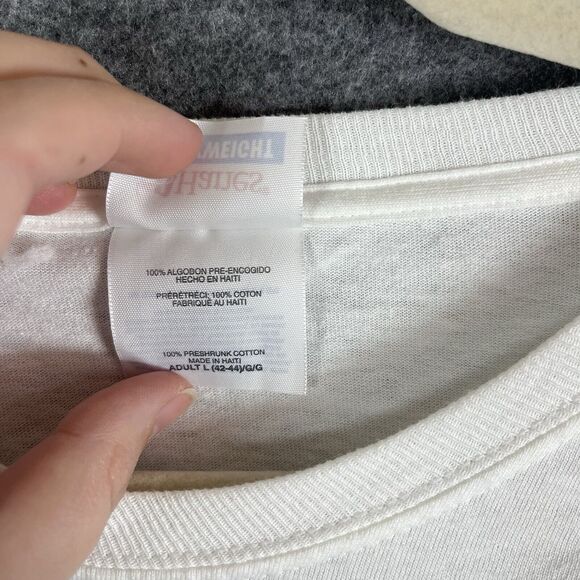 WEIGHT
Hanes
100% ALGODON PRE-ENCOGIDO
HECHO EN HAITI
PRÉRÉTRÉCI; 100% COTON
FABRIQUÉ AU HAITI
100% PRESHRUNK COTTON
MADE IN HAITI
ADULT L (42-44)/G/G